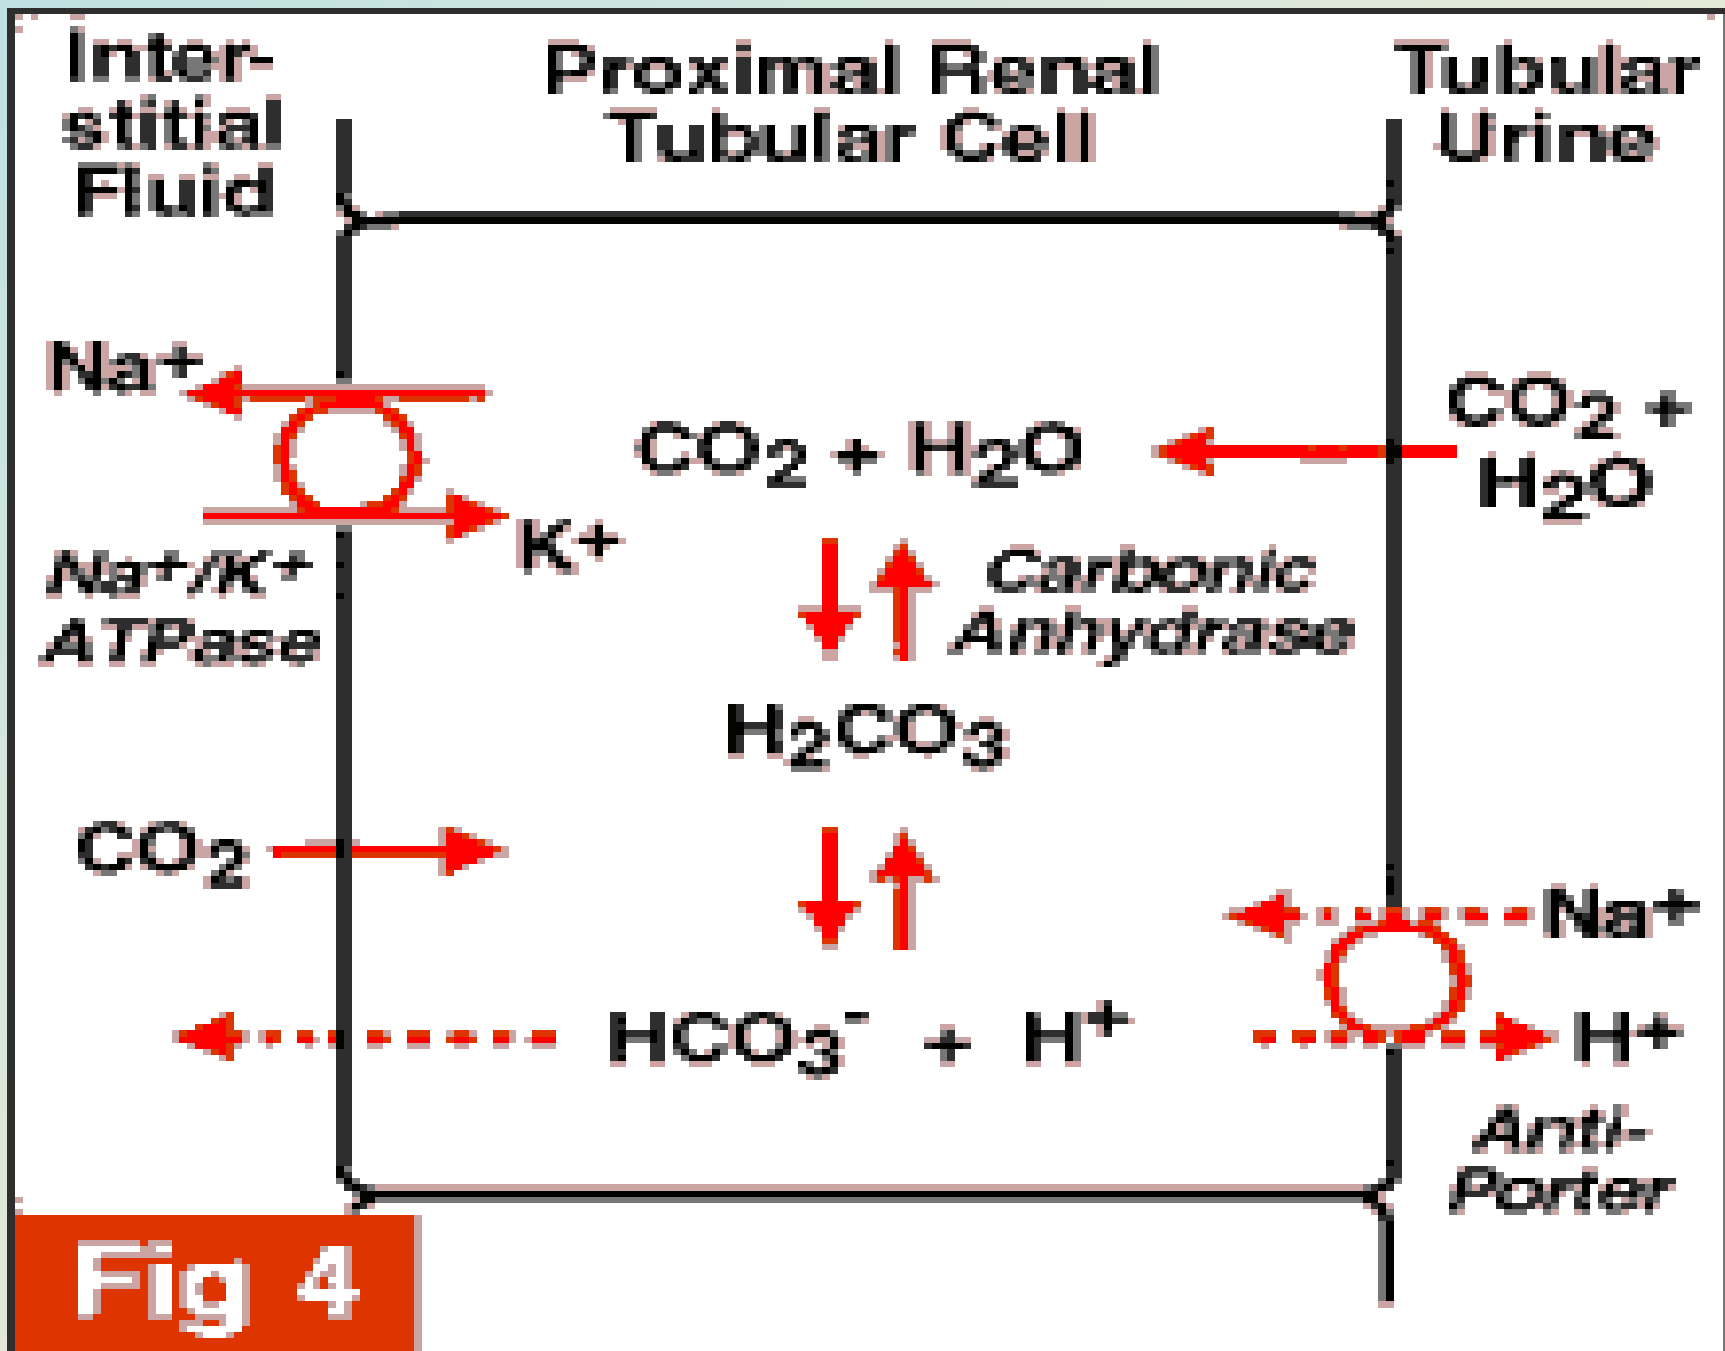 Inter-
stitial
Fluid
Proximal Renal
Tubular Cell
Tubular
Urine
Na+
K+
Na+/K+
ATPase
CO2 + H2O
CO2 +
H2O
Carbonic
Anhydrase
H2CO3
CO2
Na+
HCO3- + H+
H+
Anti-
Porter
Fig 4